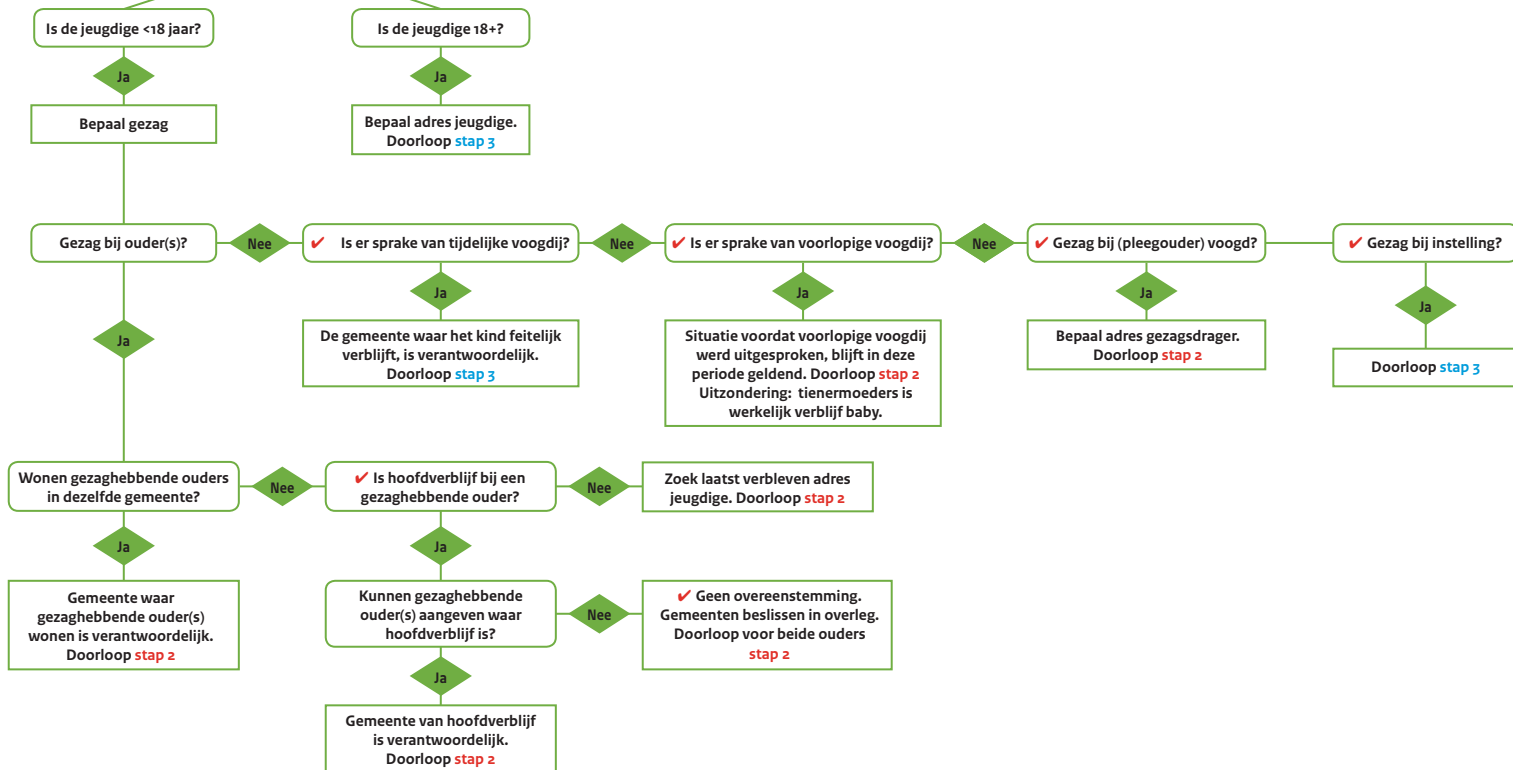 Is de jeugdige <18 jaar?
Is de jeugdige 18+?
Ja
Ja
Bepaal gezag
Bepaal adres jeugdige.
Doorloop stap 3
Gezag bij ouder(s)?
Nee
✔ Is er sprake van tijdelijke voogdij?
Nee
✔ Is er sprake van voorlopige voogdij?
Nee
✔ Gezag bij (pleegouder) voogd?
✔ Gezag bij instelling?
Ja
Ja
Ja
Ja
Ja
De gemeente waar het kind feitelijk
verblijft, is verantwoordelijk.
Doorloop stap 3
Situatie voordat voorlopige voogdij
werd uitgesproken, blijft in deze
periode geldend. Doorloop stap 2
Uitzondering: tienermoeders is
werkelijk verblijf baby.
Bepaal adres gezagsdrager.
Doorloop stap 2
Doorloop stap 3
Wonen gezaghebbende ouders
in dezelfde gemeente?
Nee
✔ Is hoofdverblijf bij een
gezaghebbende ouder?
Nee
Zoek laatst verbleven adres
jeugdige. Doorloop stap 2
Ja
Ja
Gemeente waar
gezaghebbende ouder(s)
wonen is verantwoordelijk.
Doorloop stap 2
Kunnen gezaghebbende
ouder(s) aangeven waar
hoofdverblijf is?
Nee
✔ Geen overeenstemming.
Gemeenten beslissen in overleg.
Doorloop voor beide ouders
stap 2
Ja
Gemeente van hoofdverblijf
is verantwoordelijk.
Doorloop stap 2